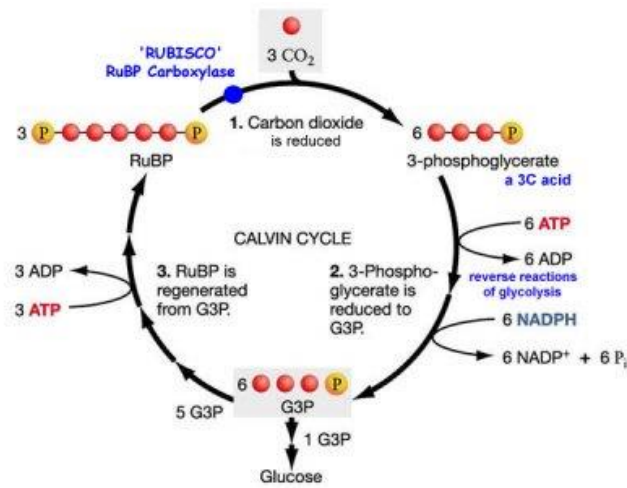 'RUBISCO'
RuBP Carboxylase
3 CO₂
3 P P
RuBP
1. Carbon dioxide
is reduced
6 P
3-phosphoglycerate
a 3C acid
6 ATP
6 ADP
reverse reactions
of glycolysis
6 NADPH
6 NADP⁺ + 6 Pᵢ
CALVIN CYCLE
2. 3-Phospho-
glycerate is
reduced to
G3P.
3. RuBP is
regenerated
from G3P.
3 ADP
3 ATP
6 P
G3P
5 G3P
1 G3P
Glucose